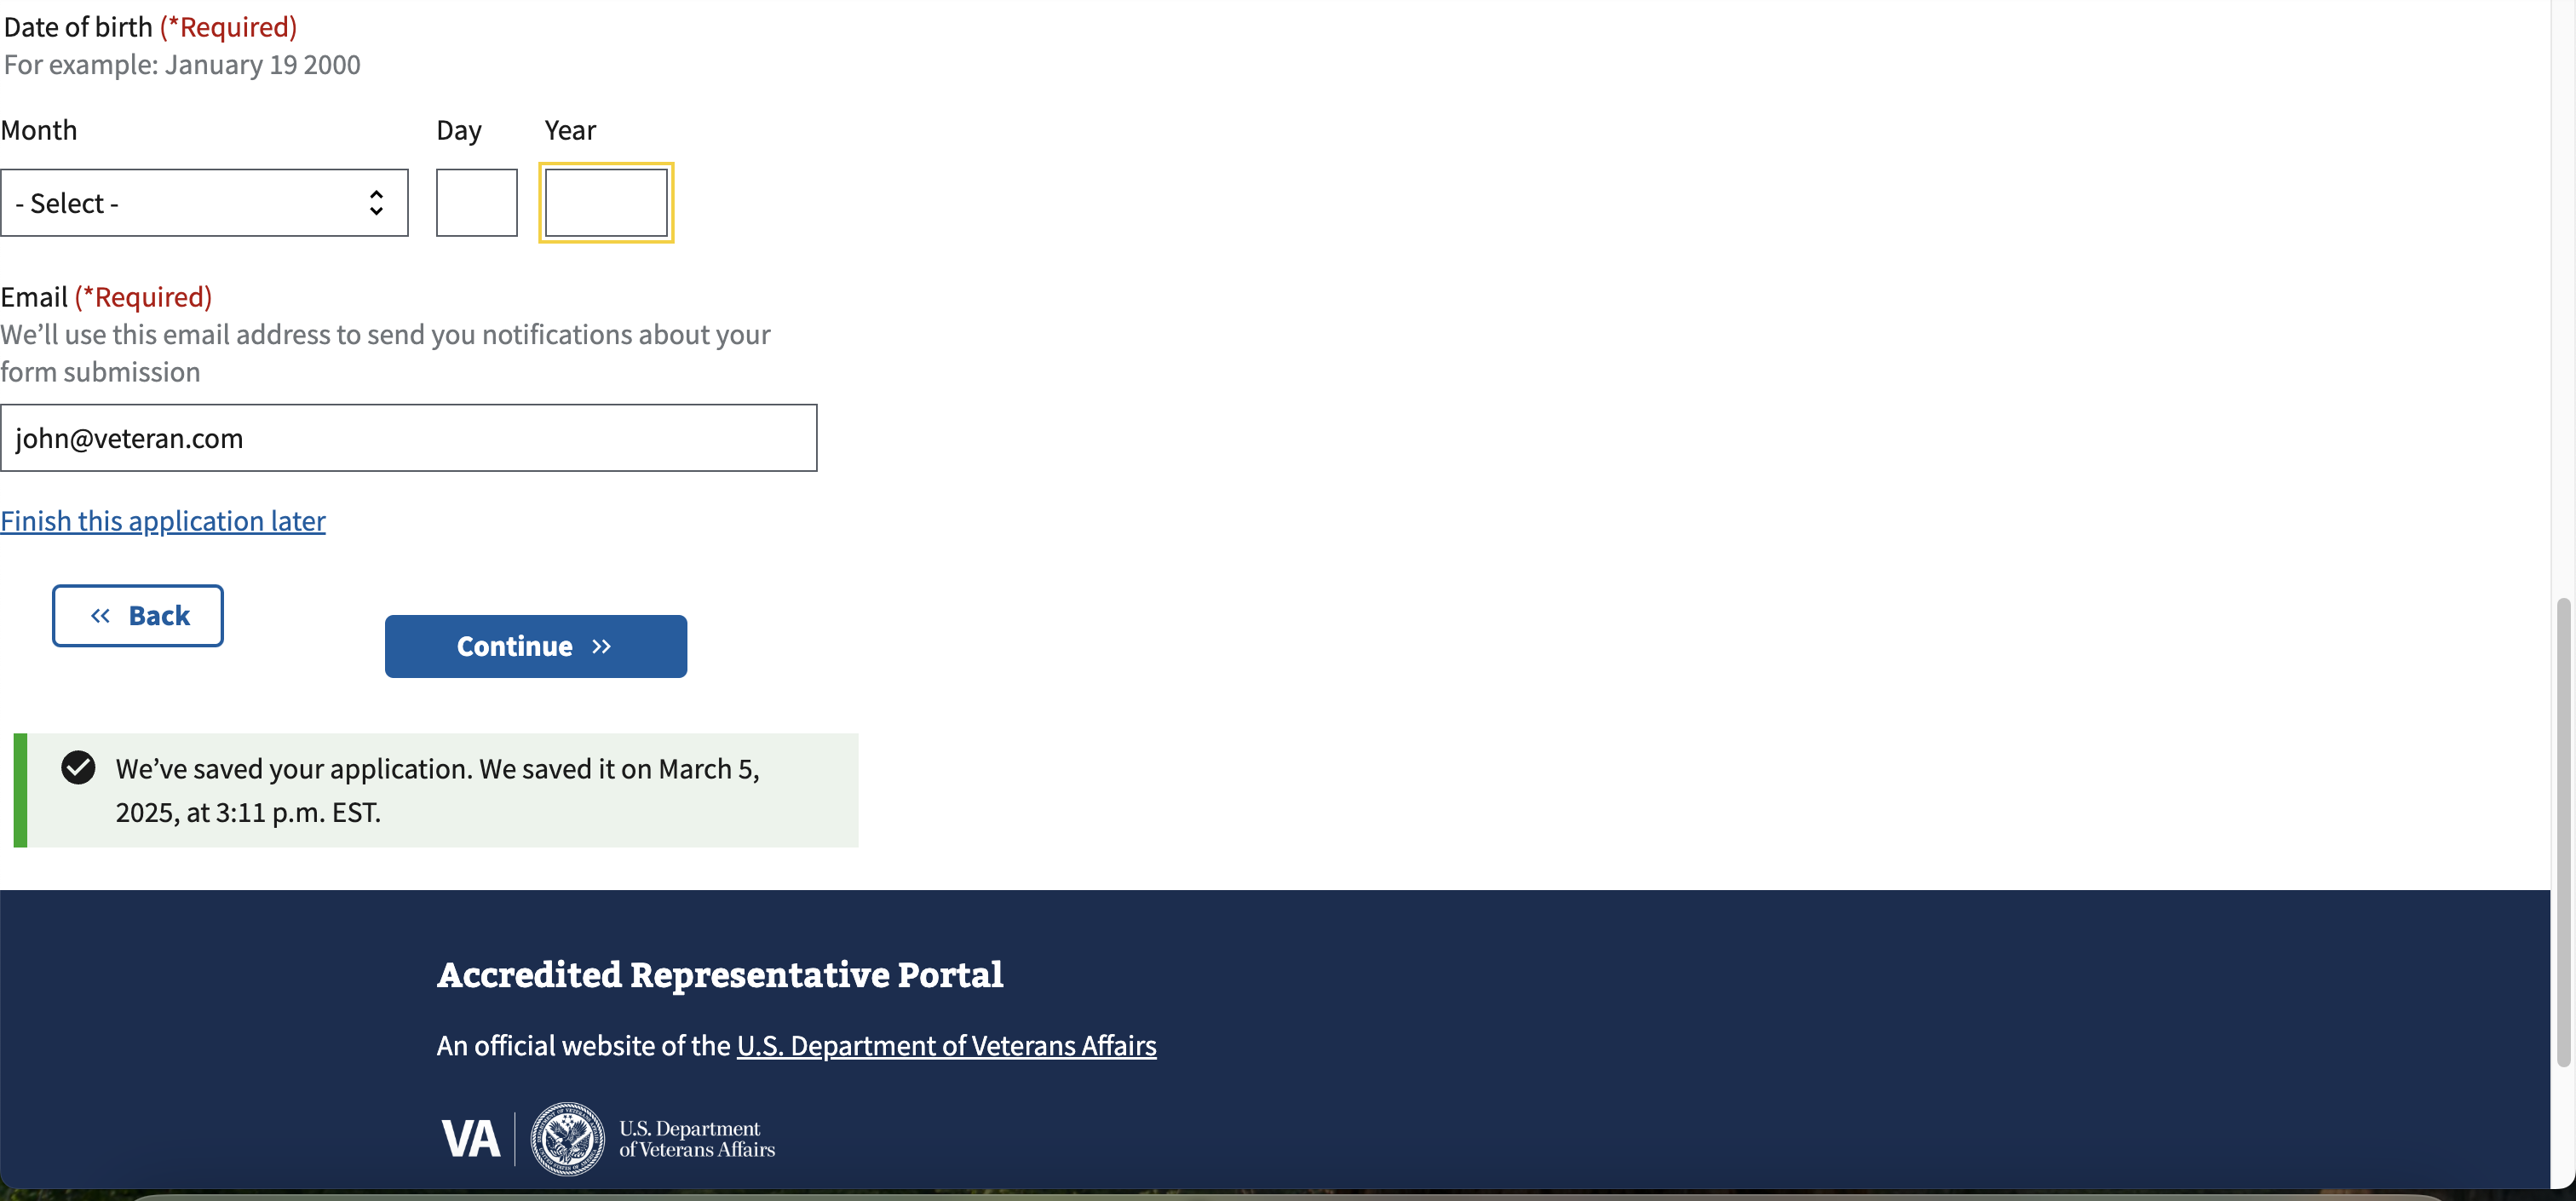 Date of birth (*Required)
For example: January 19 2000
Month Day Year
- Select -
Email (*Required)
We’ll use this email address to send you notifications about your
form submission
john@veteran.com
Finish this application later
Back
Continue
We’ve saved your application. We saved it on March 5,
2025, at 3:11 p.m. EST.
Accredited Representative Portal
An official website of the U.S. Department of Veterans Affairs
VA
U.S. Department
of Veterans Affairs